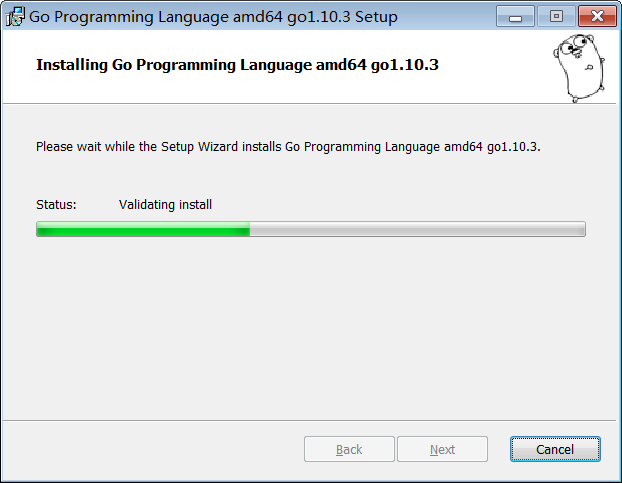 Go Programming Language amd64 go1.10.3 Setup
Installing Go Programming Language amd64 go1.10.3
Please wait while the Setup Wizard installs Go Programming Language amd64 go1.10.3.
Status: Validating install
Back Next Cancel